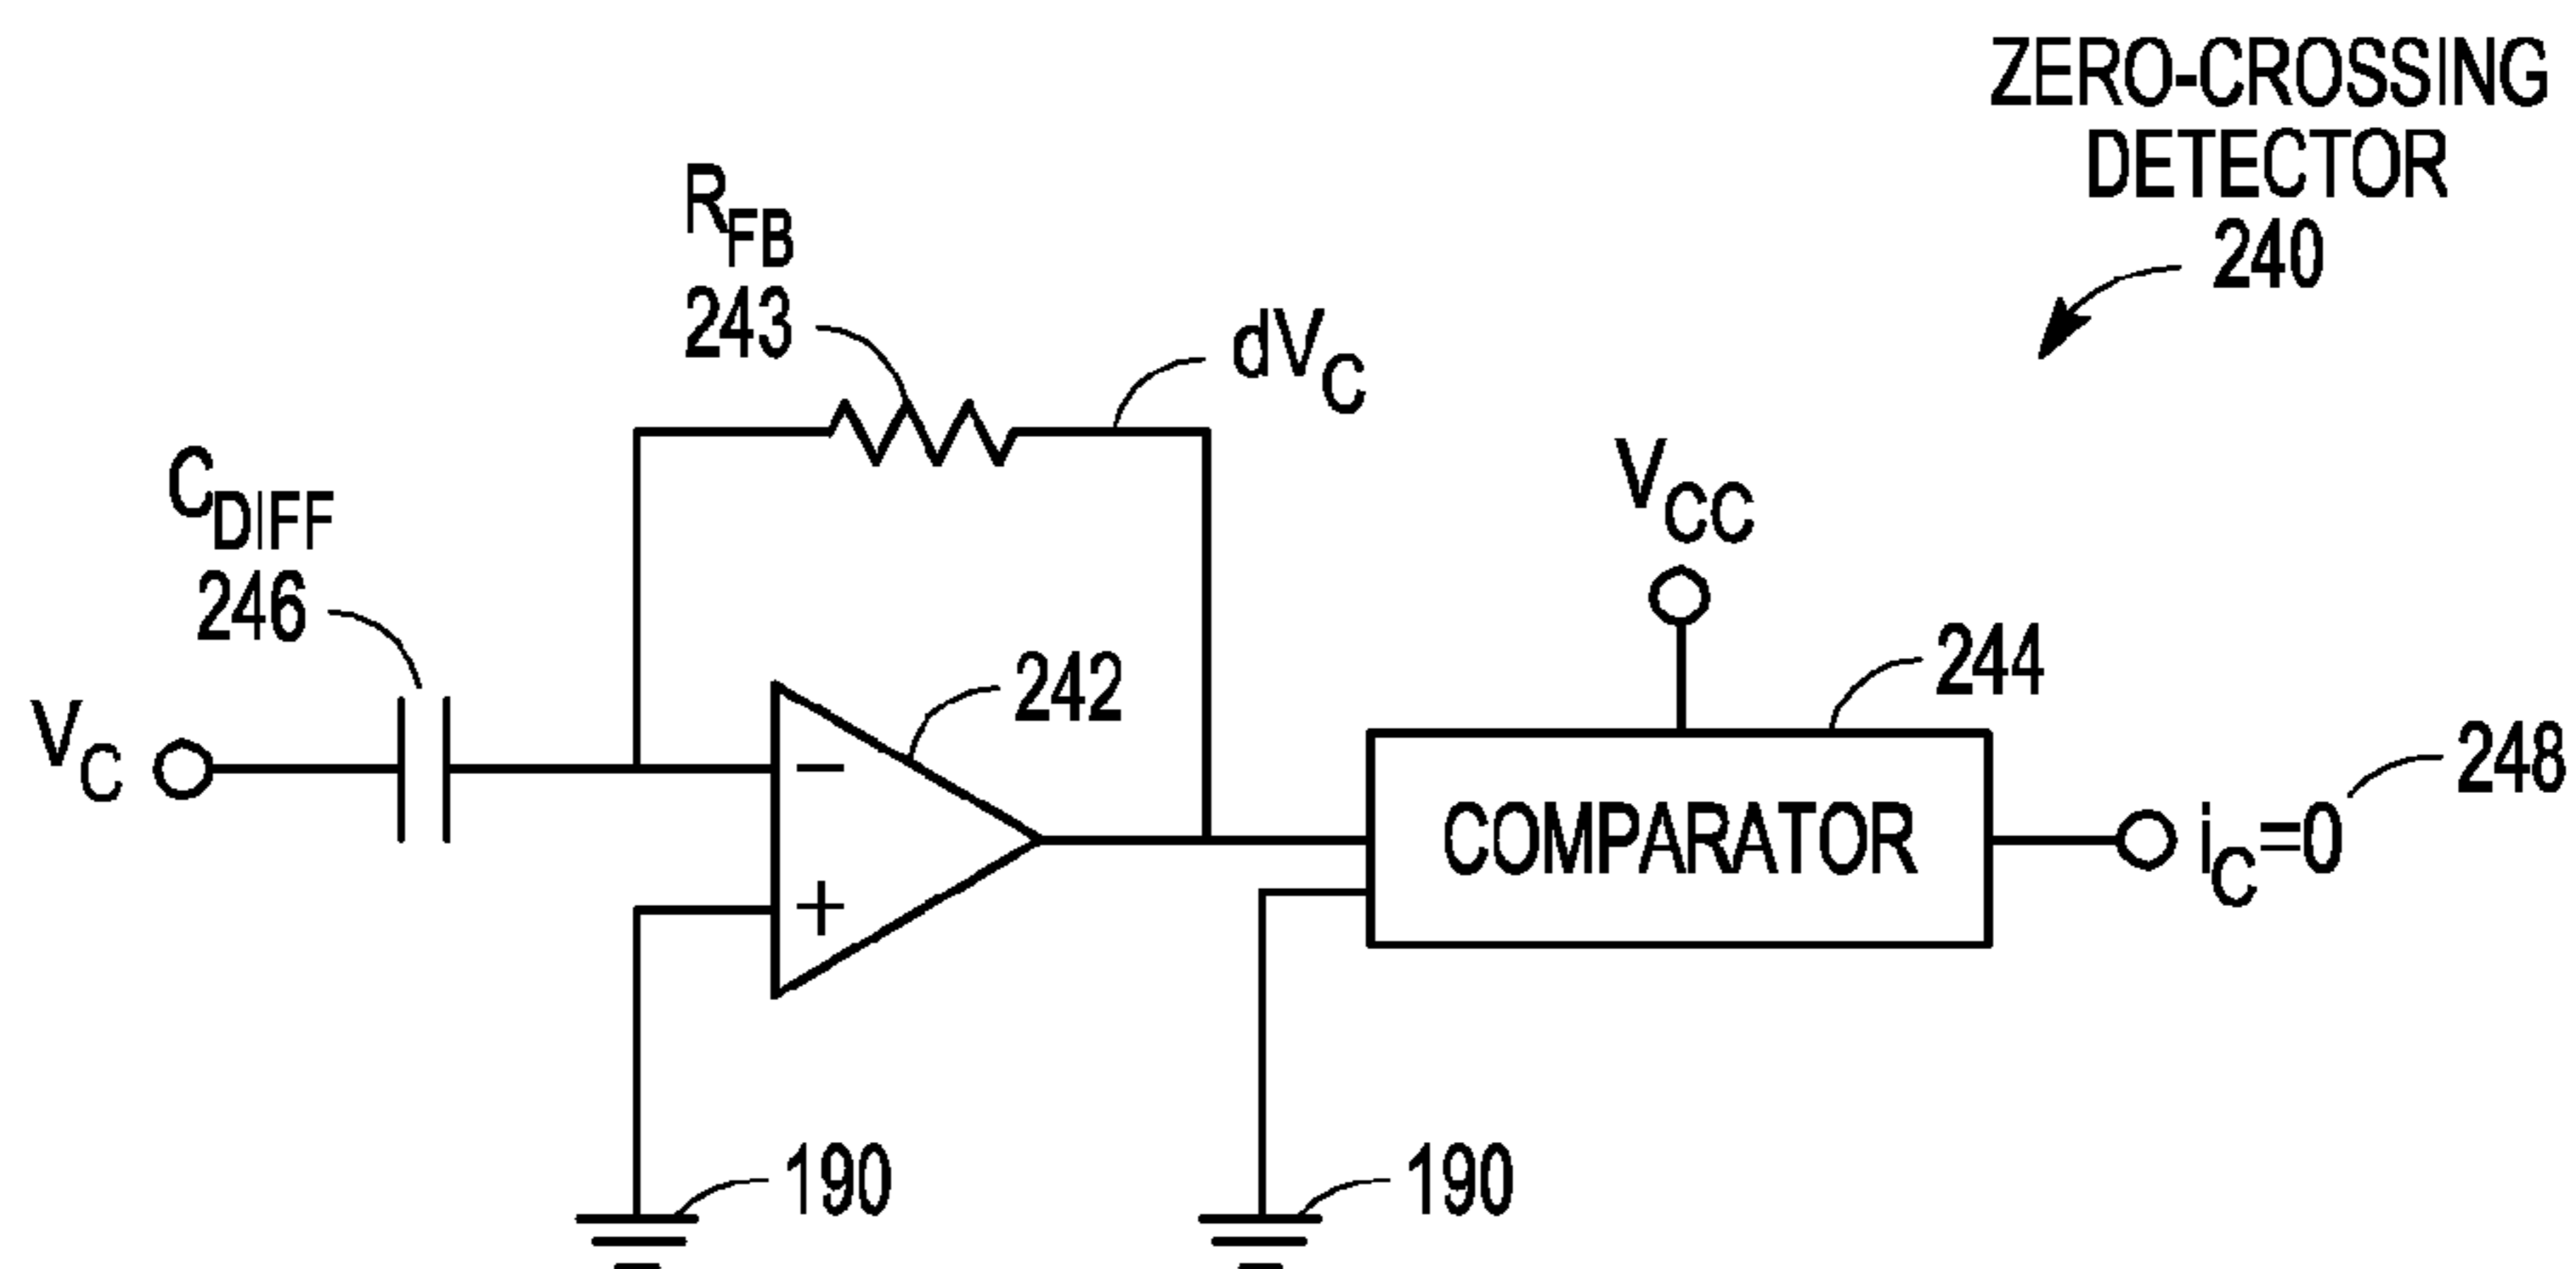 ZERO-CROSSING
DETECTOR
240
RFB
243
dVC
CDIFF
246
VCC
242
244
VC
−
+
COMPARATOR
iC=0
248
190
190